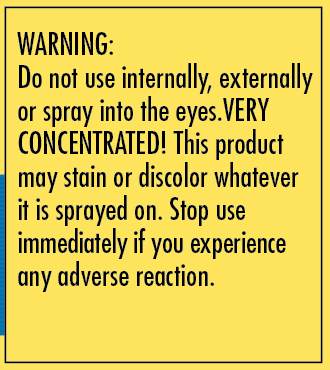 WARNING:
Do not use internally, externally
or spray into the eyes.VERY
CONCENTRATED! This product
may stain or discolor whatever
it is sprayed on. Stop use
immediately if you experience
any adverse reaction.